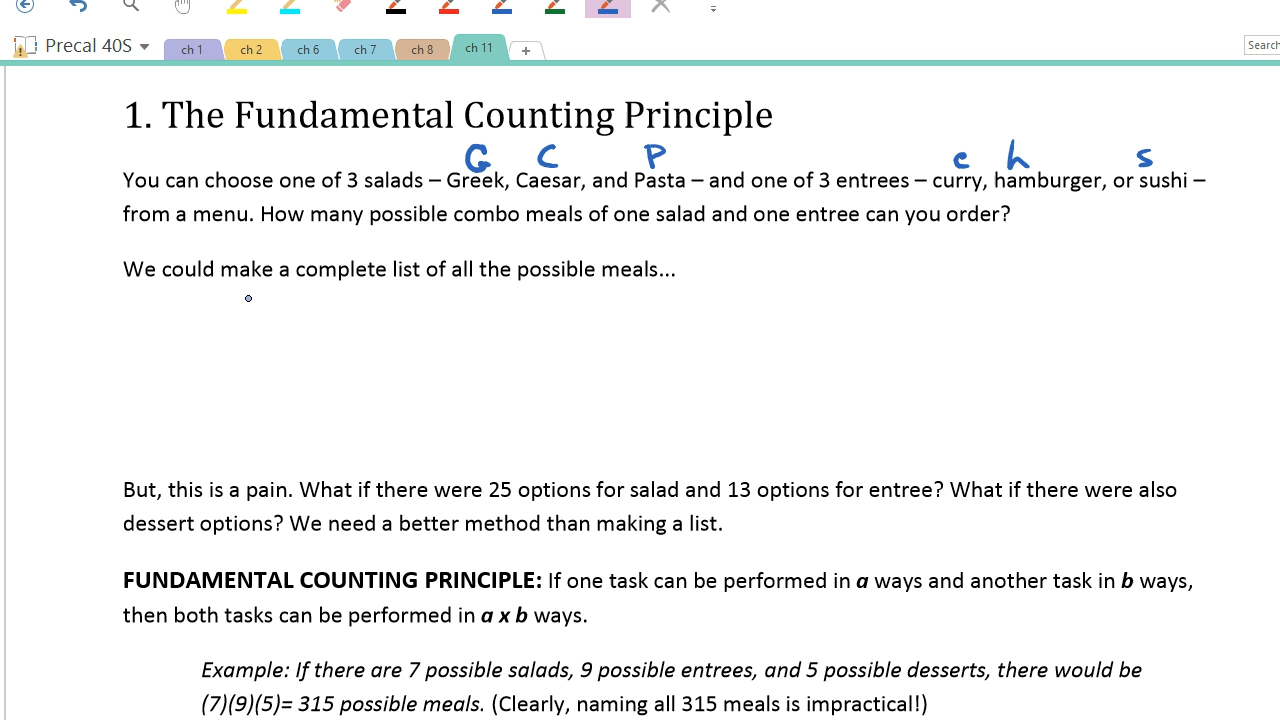 Precal 40S
ch 1
ch 2
ch 6
ch 7
ch 8
ch 11
+
Search
1. The Fundamental Counting Principle
G C P c h s
You can choose one of 3 salads – Greek, Caesar, and Pasta – and one of 3 entrees – curry, hamburger, or sushi –
from a menu. How many possible combo meals of one salad and one entree can you order?
We could make a complete list of all the possible meals...
But, this is a pain. What if there were 25 options for salad and 13 options for entree? What if there were also
dessert options? We need a better method than making a list.
FUNDAMENTAL COUNTING PRINCIPLE: If one task can be performed in a ways and another task in b ways,
then both tasks can be performed in a x b ways.
Example: If there are 7 possible salads, 9 possible entrees, and 5 possible desserts, there would be
(7)(9)(5)= 315 possible meals. (Clearly, naming all 315 meals is impractical!)